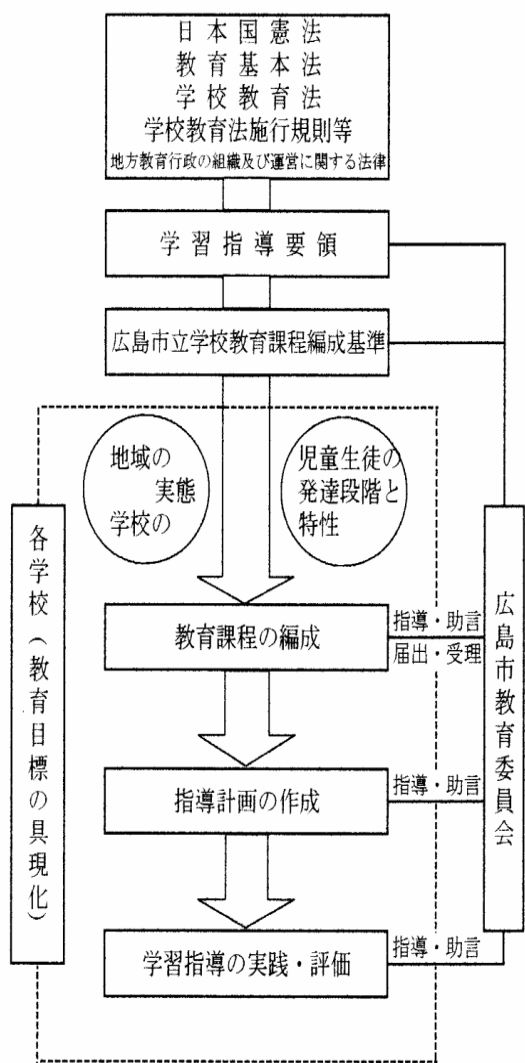 日本国憲法
教育基本法
学校教育法
学校教育法施行規則等
地方教育行政の組織及び運営に関する法律
学習指導要領
広島市立学校教育課程編成基準
地域の
実態
学校の
児童生徒の
発達段階と
特性
各学校(教育目標の具現化)
教育課程の編成
指導・助言
届出・受理
広島市教育委員会
指導計画の作成
指導・助言
学習指導の実践・評価
指導・助言